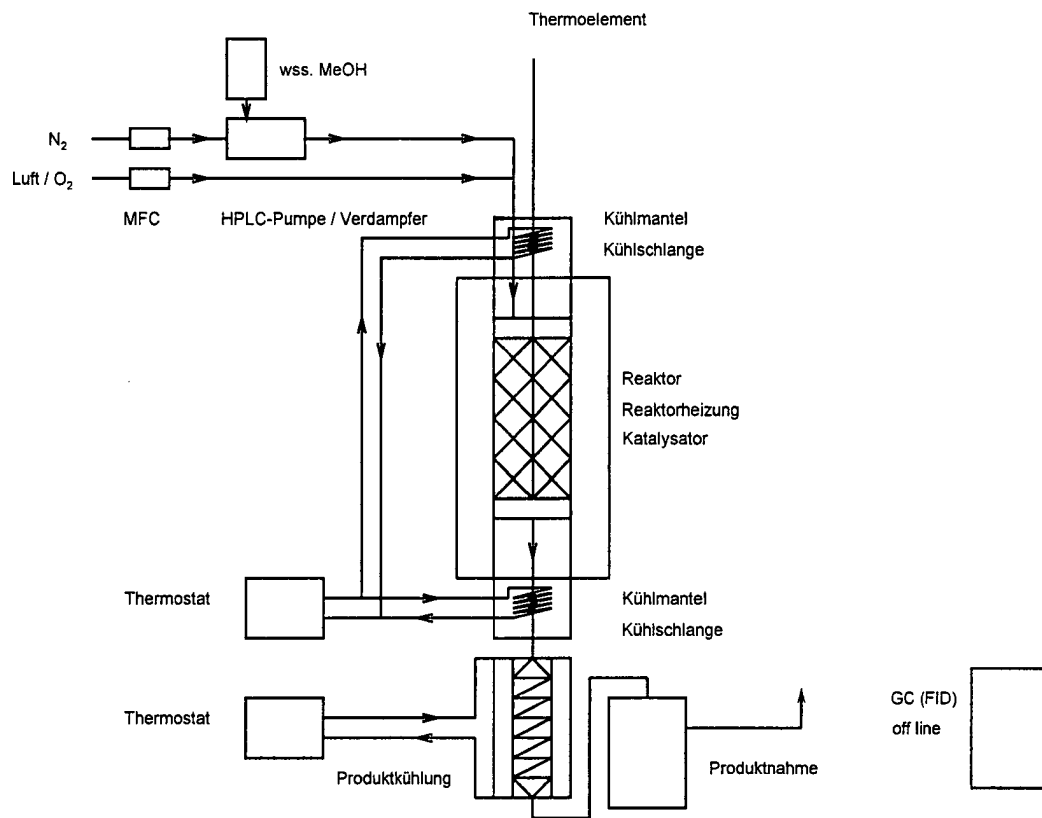 Thermoelement
wss. MeOH
N₂
Luft / O₂
MFC
HPLC-Pumpe / Verdampfer
Kühlmantel
Kühlschlange
Reaktor
Reaktorheizung
Katalysator
Thermostat
Kühlmantel
Kühlschlange
Thermostat
Produktkühlung
Produktnahme
GC (FID)
off line